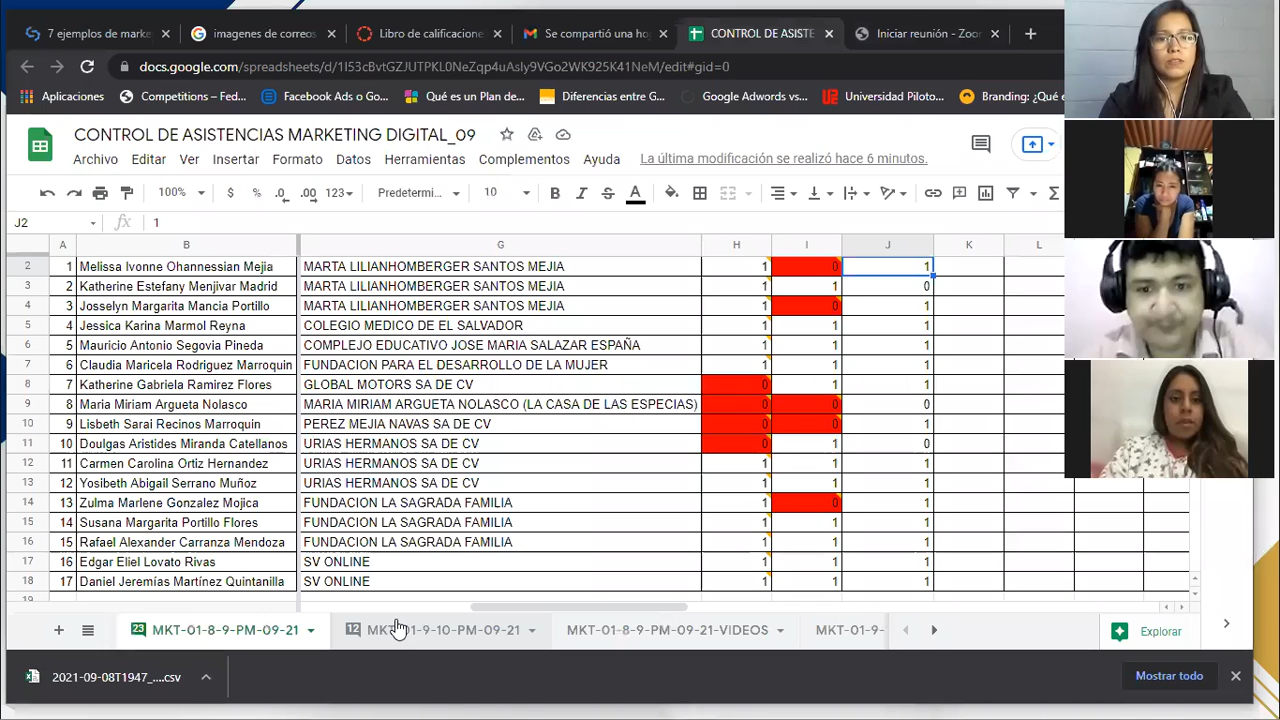 7 ejemplos de marke
imagenes de correos
Libro de calificacione
Se compartió una ho
CONTROL DE ASISTE
Iniciar reunión - Zoo
docs.google.com/spreadsheets/d/1I53cBvtGZJUTPKL0NeZqp4uAsly9VGo2WK925K41NeM/edit#gid=0
Aplicaciones
Competitions – Fed...
Facebook Ads o Go...
Qué es un Plan de...
Diferencias entre G...
Google Adwords vs...
Universidad Piloto...
Branding: ¿Qué e
CONTROL DE ASISTENCIAS MARKETING DIGITAL_09
Archivo Editar Ver Insertar Formato Datos Herramientas Complementos Ayuda La última modificación se realizó hace 6 minutos.
100% $ % .0 .00 123 Predetermi... 10 B I S A
J2 fx 1
A B G H I J K L
2 1 Melissa Ivonne Ohannessian Mejia MARTA LILIANHOMBERGER SANTOS MEJIA 1 0 1
3 2 Katherine Estefany Menjivar Madrid MARTA LILIANHOMBERGER SANTOS MEJIA 1 1 0
4 3 Josselyn Margarita Mancia Portillo MARTA LILIANHOMBERGER SANTOS MEJIA 1 0 1
5 4 Jessica Karina Marmol Reyna COLEGIO MEDICO DE EL SALVADOR 1 1 1
6 5 Mauricio Antonio Segovia Pineda COMPLEJO EDUCATIVO JOSE MARIA SALAZAR ESPAÑA 1 1 1
7 6 Claudia Maricela Rodriguez Marroquin FUNDACION PARA EL DESARROLLO DE LA MUJER 1 1 1
8 7 Katherine Gabriela Ramirez Flores GLOBAL MOTORS SA DE CV 0 1 1
9 8 Maria Miriam Argueta Nolasco MARIA MIRIAM ARGUETA NOLASCO (LA CASA DE LAS ESPECIAS) 0 0 0
10 9 Lisbeth Sarai Recinos Marroquin PEREZ MEJIA NAVAS SA DE CV 0 0 1
11 10 Doulgas Aristides Miranda Catellanos URIAS HERMANOS SA DE CV 0 1 0
12 11 Carmen Carolina Ortiz Hernandez URIAS HERMANOS SA DE CV 1 1 1
13 12 Yosibeth Abigail Serrano Muñoz URIAS HERMANOS SA DE CV 1 1 1
14 13 Zulma Marlene Gonzalez Mojica FUNDACION LA SAGRADA FAMILIA 1 0 1
15 14 Susana Margarita Portillo Flores FUNDACION LA SAGRADA FAMILIA 1 1 1
16 15 Rafael Alexander Carranza Mendoza FUNDACION LA SAGRADA FAMILIA 1 1 1
17 16 Edgar Eliel Lovato Rivas SV ONLINE 1 1 1
18 17 Daniel Jeremías Martínez Quintanilla SV ONLINE 1 1 1
19
23 MKT-01-8-9-PM-09-21 12 MKT-01-9-10-PM-09-21 MKT-01-8-9-PM-09-21-VIDEOS MKT-01-9- Explorar
2021-09-08T1947_....csv Mostrar todo